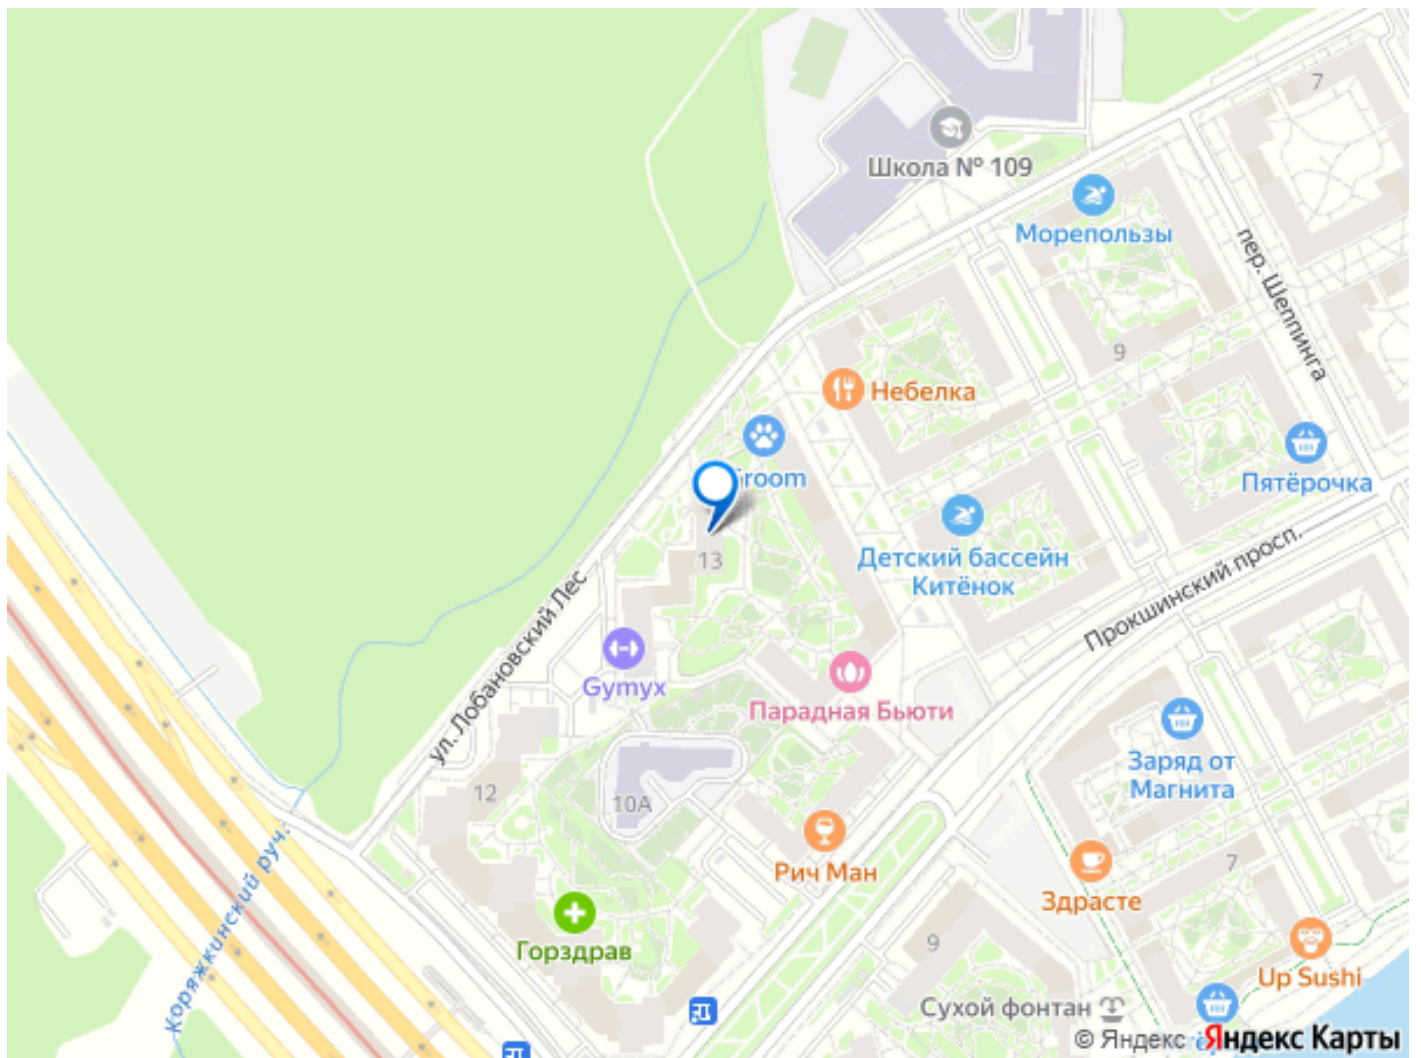 7
Школа № 109
Морепользы
пер. Шеппинга
9
Небелка
room
Пятёрочка
Детский бассейн
Китёнок
Прокшинский просп.
13
ул. Лобановский Лес
Gymyx
Парадная Бьюти
Заряд от
Магнита
12
10А
Коряжкинский руч.
Рич Ман
7
Здрасте
Горздрав
9
Up Sushi
Сухой фонтан
© Яндекс Яндекс Карты